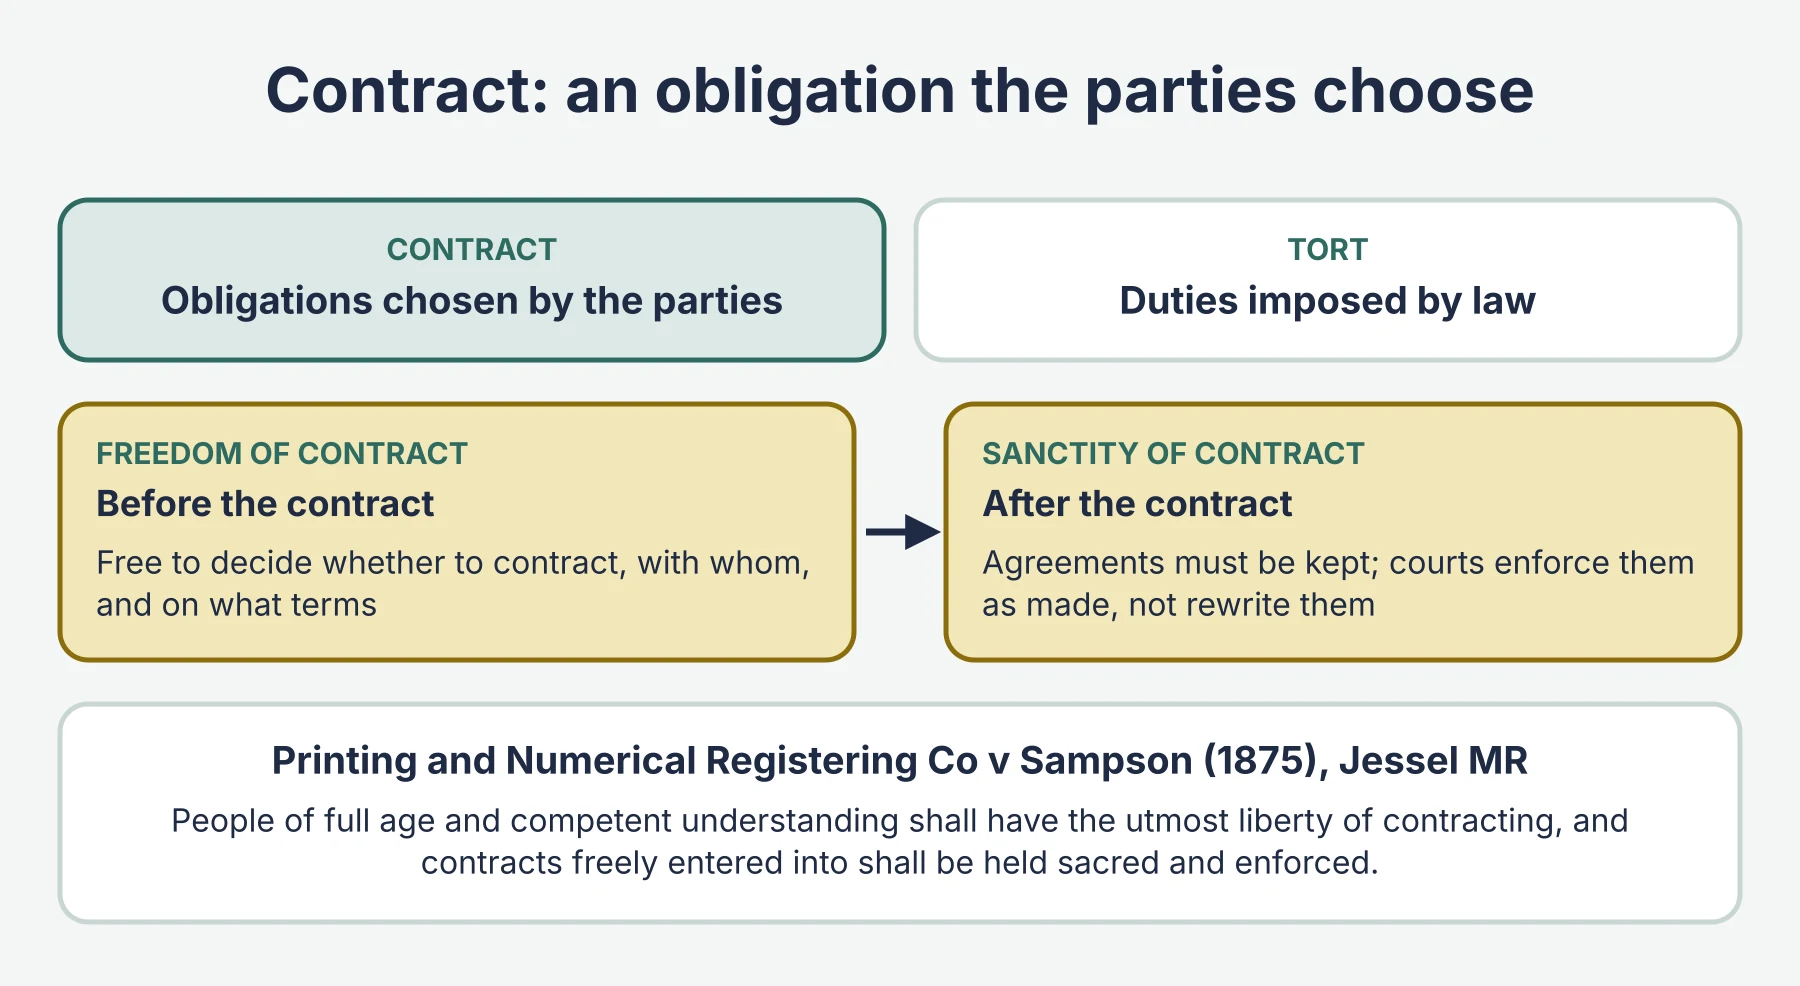 Contract: an obligation the parties choose
CONTRACT
Obligations chosen by the parties
TORT
Duties imposed by law
FREEDOM OF CONTRACT
Before the contract
Free to decide whether to contract, with whom,
and on what terms
SANCTITY OF CONTRACT
After the contract
Agreements must be kept; courts enforce them
as made, not rewrite them
Printing and Numerical Registering Co v Sampson (1875), Jessel MR
People of full age and competent understanding shall have the utmost liberty of contracting, and
contracts freely entered into shall be held sacred and enforced.